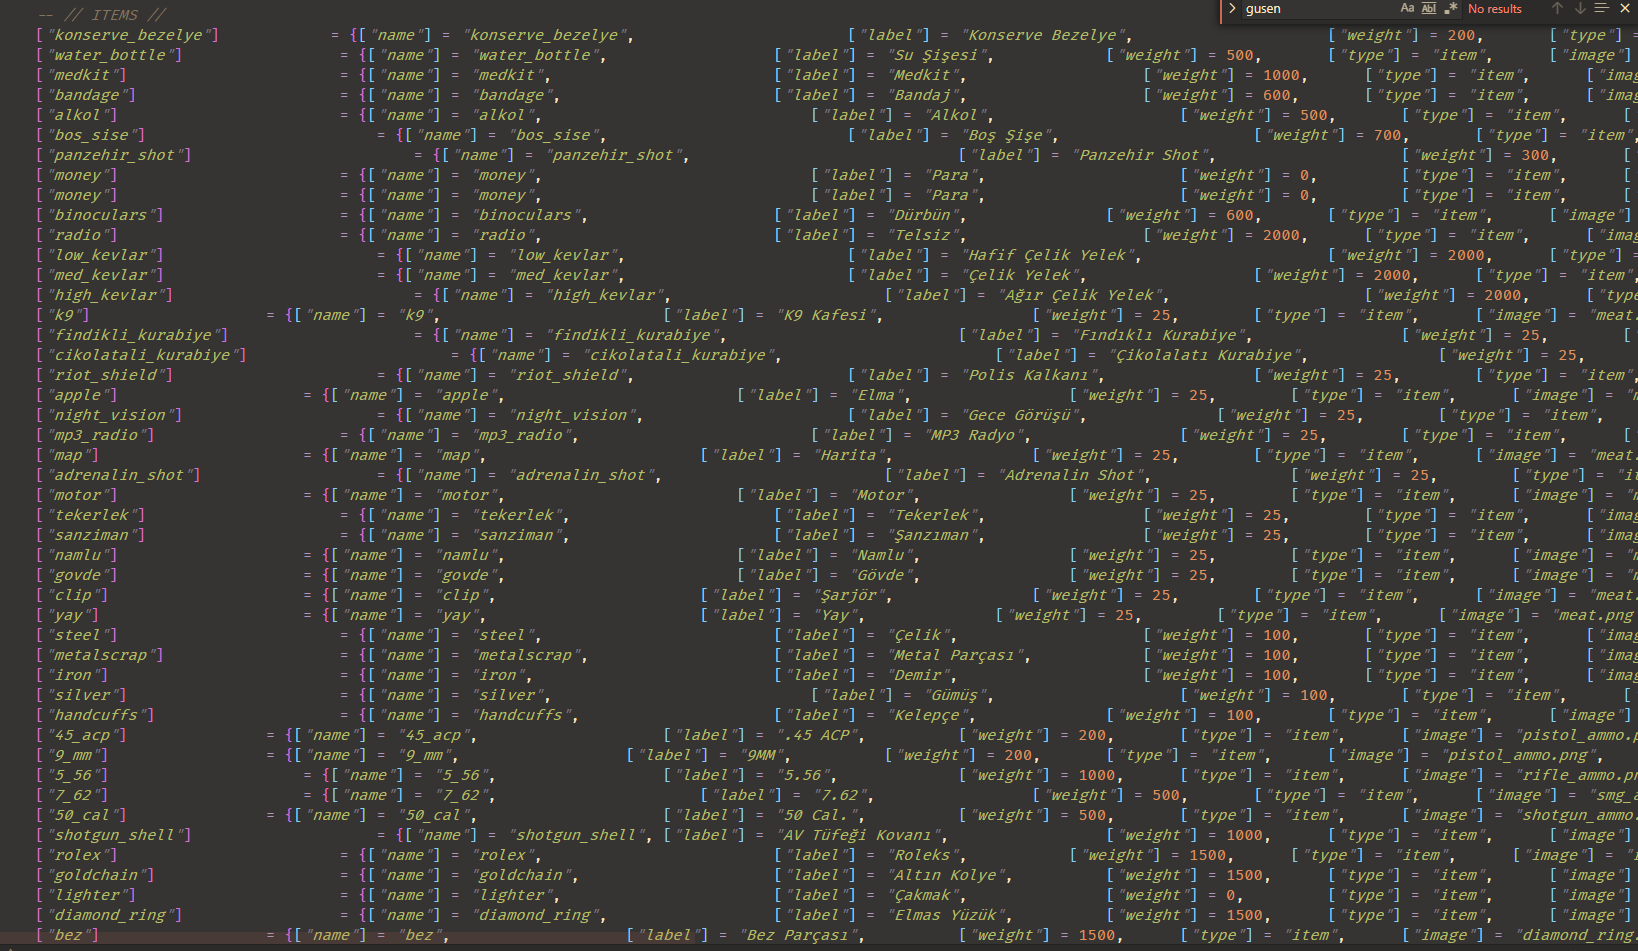 gusen Aa Abl .* No results
-- // ITEMS //
["konserve_bezelye"] = {["name"] = "konserve_bezelye", ["label"] = "Konserve Bezelye", ["weight"] = 200, ["type"] =
["water_bottle"] = {["name"] = "water_bottle", ["label"] = "Su Şişesi", ["weight"] = 500, ["type"] = "item", ["image"]
["medkit"] = {["name"] = "medkit", ["label"] = "Medkit", ["weight"] = 1000, ["type"] = "item", ["imag
["bandage"] = {["name"] = "bandage", ["label"] = "Bandaj", ["weight"] = 600, ["type"] = "item", ["imag
["alkol"] = {["name"] = "alkol", ["label"] = "Alkol", ["weight"] = 500, ["type"] = "item", [
["bos_sise"] = {["name"] = "bos_sise", ["label"] = "Boş Şişe", ["weight"] = 700, ["type"] = "item",
["panzehir_shot"] = {["name"] = "panzehir_shot", ["label"] = "Panzehir Shot", ["weight"] = 300, ["
["money"] = {["name"] = "money", ["label"] = "Para", ["weight"] = 0, ["type"] = "item", [
["money"] = {["name"] = "money", ["label"] = "Para", ["weight"] = 0, ["type"] = "item", [
["binoculars"] = {["name"] = "binoculars", ["label"] = "Dürbün", ["weight"] = 600, ["type"] = "item", ["image"]
["radio"] = {["name"] = "radio", ["label"] = "Telsiz", ["weight"] = 2000, ["type"] = "item", ["imag
["low_kevlar"] = {["name"] = "low_kevlar", ["label"] = "Hafif Çelik Yelek", ["weight"] = 2000, ["type"] =
["med_kevlar"] = {["name"] = "med_kevlar", ["label"] = "Çelik Yelek", ["weight"] = 2000, ["type"] = "item",
["high_kevlar"] = {["name"] = "high_kevlar", ["label"] = "Ağır Çelik Yelek", ["weight"] = 2000, ["type
["k9"] = {["name"] = "k9", ["label"] = "K9 Kafesi", ["weight"] = 25, ["type"] = "item", ["image"] = "meat.
["findikli_kurabiye"] = {["name"] = "findikli_kurabiye", ["label"] = "Fındıklı Kurabiye", ["weight"] = 25, ["
["cikolatali_kurabiye"] = {["name"] = "cikolatali_kurabiye", ["label"] = "Çikolalatı Kurabiye", ["weight"] = 25,
["riot_shield"] = {["name"] = "riot_shield", ["label"] = "Polis Kalkanı", ["weight"] = 25, ["type"] = "item",
["apple"] = {["name"] = "apple", ["label"] = "Elma", ["weight"] = 25, ["type"] = "item", ["image"] = "m
["night_vision"] = {["name"] = "night_vision", ["label"] = "Gece Görüşü", ["weight"] = 25, ["type"] = "item",
["mp3_radio"] = {["name"] = "mp3_radio", ["label"] = "MP3 Radyo", ["weight"] = 25, ["type"] = "item", [
["map"] = {["name"] = "map", ["label"] = "Harita", ["weight"] = 25, ["type"] = "item", ["image"] = "meat.
["adrenalin_shot"] = {["name"] = "adrenalin_shot", ["label"] = "Adrenalin Shot", ["weight"] = 25, ["type"] = "it
["motor"] = {["name"] = "motor", ["label"] = "Motor", ["weight"] = 25, ["type"] = "item", ["image"] = "m
["tekerlek"] = {["name"] = "tekerlek", ["label"] = "Tekerlek", ["weight"] = 25, ["type"] = "item", ["imag
["sanziman"] = {["name"] = "sanziman", ["label"] = "Şanzıman", ["weight"] = 25, ["type"] = "item", ["imag
["namlu"] = {["name"] = "namlu", ["label"] = "Namlu", ["weight"] = 25, ["type"] = "item", ["image"] = "m
["govde"] = {["name"] = "govde", ["label"] = "Gövde", ["weight"] = 25, ["type"] = "item", ["image"] = "m
["clip"] = {["name"] = "clip", ["label"] = "Şarjör", ["weight"] = 25, ["type"] = "item", ["image"] = "meat.
["yay"] = {["name"] = "yay", ["label"] = "Yay", ["weight"] = 25, ["type"] = "item", ["image"] = "meat.png
["steel"] = {["name"] = "steel", ["label"] = "Çelik", ["weight"] = 100, ["type"] = "item", ["imag
["metalscrap"] = {["name"] = "metalscrap", ["label"] = "Metal Parçası", ["weight"] = 100, ["type"] = "item", ["imag
["iron"] = {["name"] = "iron", ["label"] = "Demir", ["weight"] = 100, ["type"] = "item", ["imag
["silver"] = {["name"] = "silver", ["label"] = "Gümüş", ["weight"] = 100, ["type"] = "item", [
["handcuffs"] = {["name"] = "handcuffs", ["label"] = "Kelepçe", ["weight"] = 100, ["type"] = "item", ["image"]
["45_acp"] = {["name"] = "45_acp", ["label"] = ".45 ACP", ["weight"] = 200, ["type"] = "item", ["image"] = "pistol_ammo.p
["9_mm"] = {["name"] = "9_mm", ["label"] = "9MM", ["weight"] = 200, ["type"] = "item", ["image"] = "pistol_ammo.png",
["5_56"] = {["name"] = "5_56", ["label"] = "5.56", ["weight"] = 1000, ["type"] = "item", ["image"] = "rifle_ammo.pn
["7_62"] = {["name"] = "7_62", ["label"] = "7.62", ["weight"] = 500, ["type"] = "item", ["image"] = "smg_a
["50_cal"] = {["name"] = "50_cal", ["label"] = "50 Cal.", ["weight"] = 500, ["type"] = "item", ["image"] = "shotgun_ammo.
["shotgun_shell"] = {["name"] = "shotgun_shell", ["label"] = "AV Tüfeği Kovanı", ["weight"] = 1000, ["type"] = "item", ["image"]
["rolex"] = {["name"] = "rolex", ["label"] = "Roleks", ["weight"] = 1500, ["type"] = "item", ["image"] = "
["goldchain"] = {["name"] = "goldchain", ["label"] = "Altın Kolye", ["weight"] = 1500, ["type"] = "item", ["image"]
["lighter"] = {["name"] = "lighter", ["label"] = "Çakmak", ["weight"] = 0, ["type"] = "item", ["image"]
["diamond_ring"] = {["name"] = "diamond_ring", ["label"] = "Elmas Yüzük", ["weight"] = 1500, ["type"] = "item", ["image"]
["bez"] = {["name"] = "bez", ["label"] = "Bez Parçası", ["weight"] = 1500, ["type"] = "item", ["image"] = "diamond_ring.